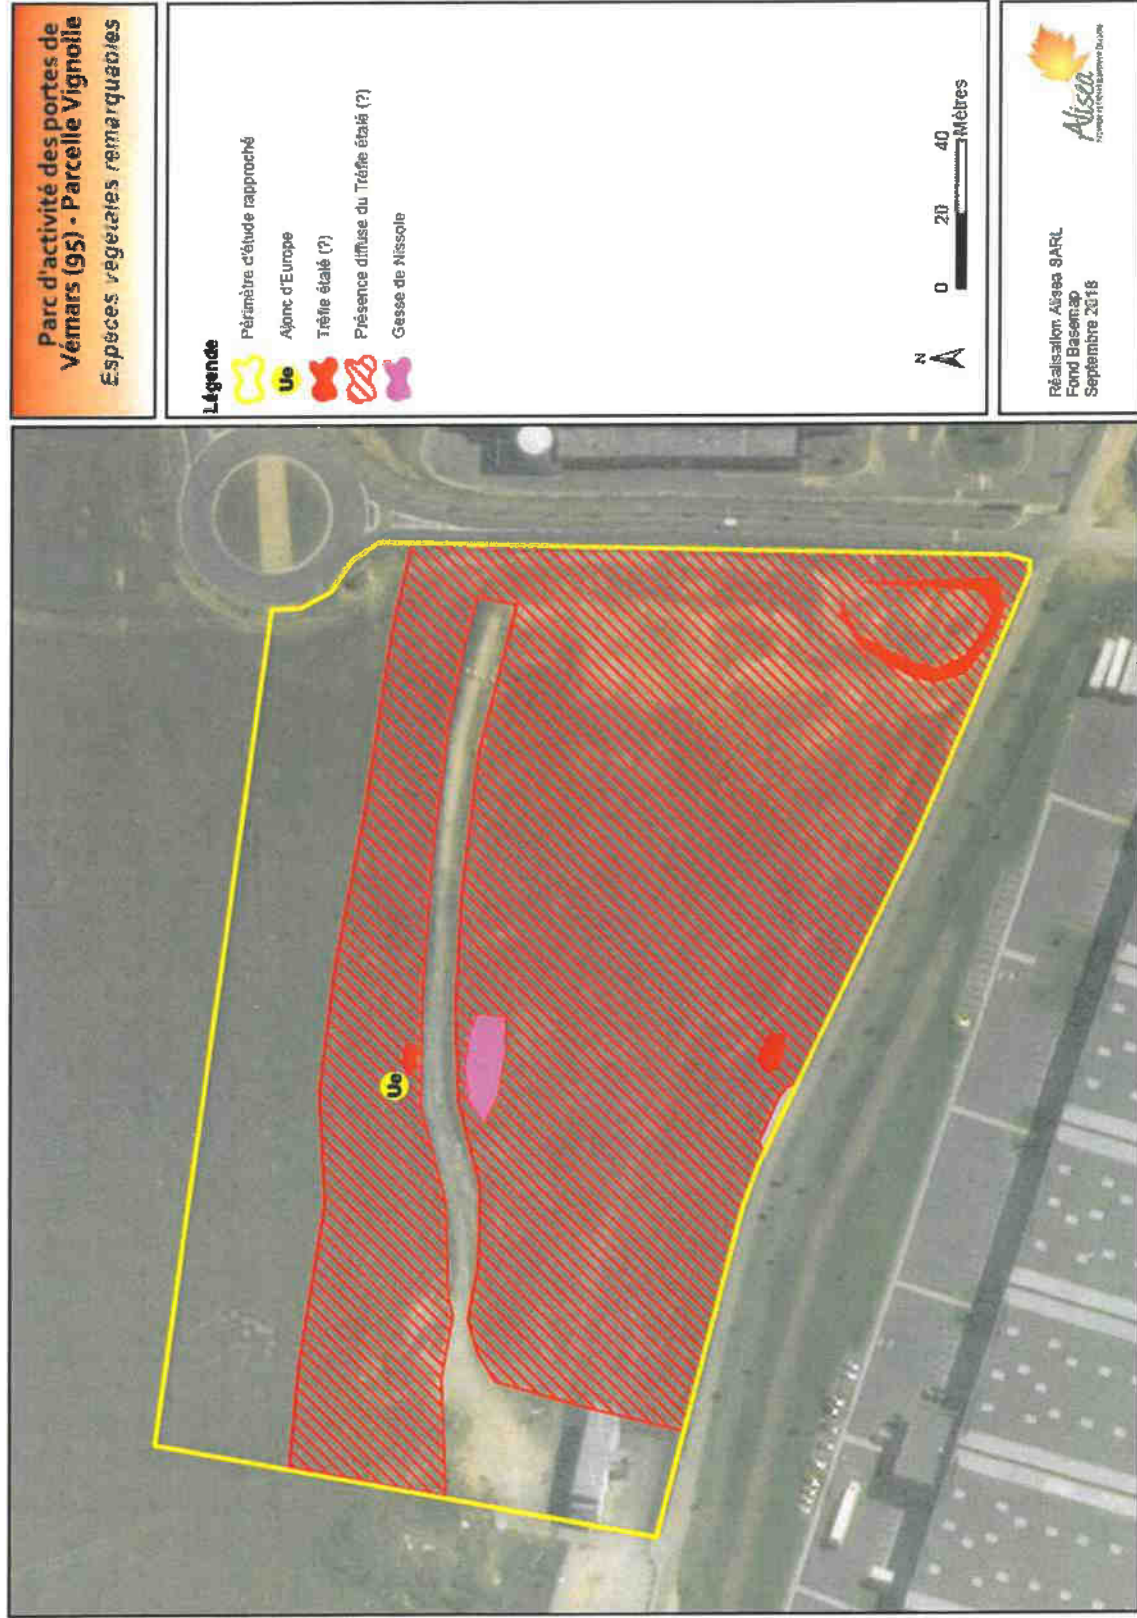 Parc d'activité des portes de
Vémars (95) - Parcelle Vignolle
Espèces végétales remarquables
Légende
Périmètre d'étude rapproché
Ue Ajonc d'Europe
Trèfle étalé (?)
Présence diffuse du Trèfle étalé (?)
Gesse de Nissole
N
0 20 40
Mètres
Réalisation Alisea SARL
Fond Basemap
Septembre 2018
Alisea
Ue